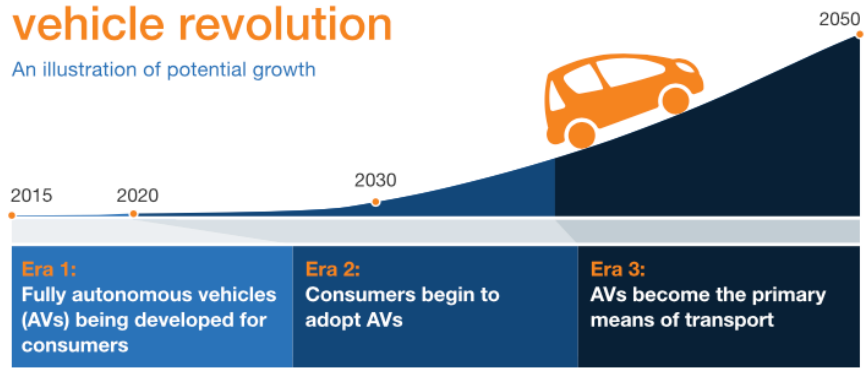 vehicle revolution
An illustration of potential growth
2050
2015
2020
2030
Era 1:
Fully autonomous vehicles
(AVs) being developed for
consumers
Era 2:
Consumers begin to
adopt AVs
Era 3:
AVs become the primary
means of transport